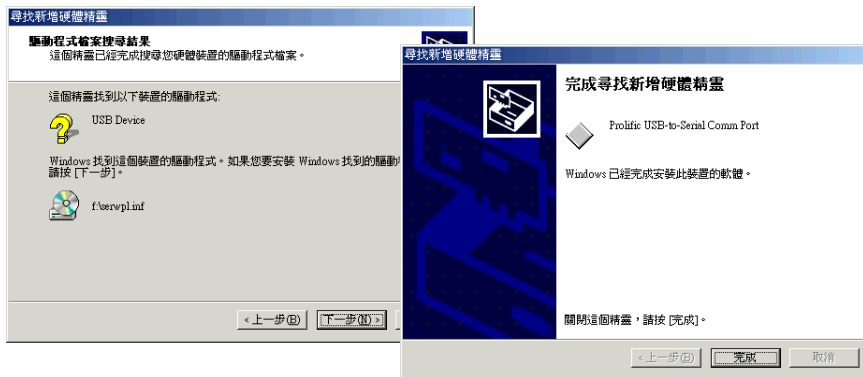 尋找新增硬體精靈
驅動程式檔案搜尋結果
這個精靈已經完成搜尋您硬體裝置的驅動程式檔案。
這個精靈找到以下裝置的驅動程式:
USB Device
Windows 找到這個裝置的驅動程式。如果您要安裝 Windows 找到的驅動
請按 [下一步]。
f:\serwpl.inf
<上一步(B)
下一步(N)>
尋找新增硬體精靈
完成尋找新增硬體精靈
Prolific USB-to-Serial Comm Port
Windows 已經完成安裝此裝置的軟體。
關閉這個精靈，請按 [完成]。
<上一步(B)
完成
取消